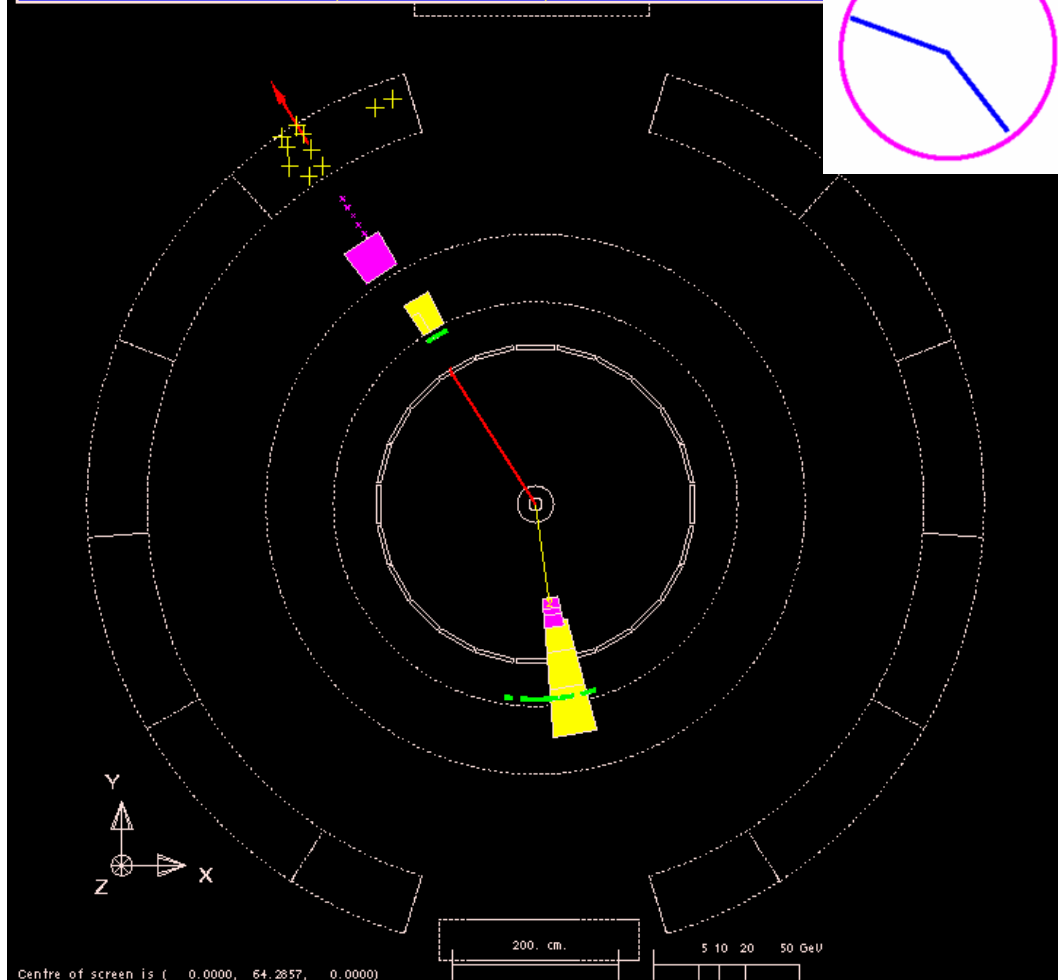 Y
X
Z
200. cm.
5 10 20 50 GeV
Centre of screen is ( 0.0000, 64.2857, 0.0000)